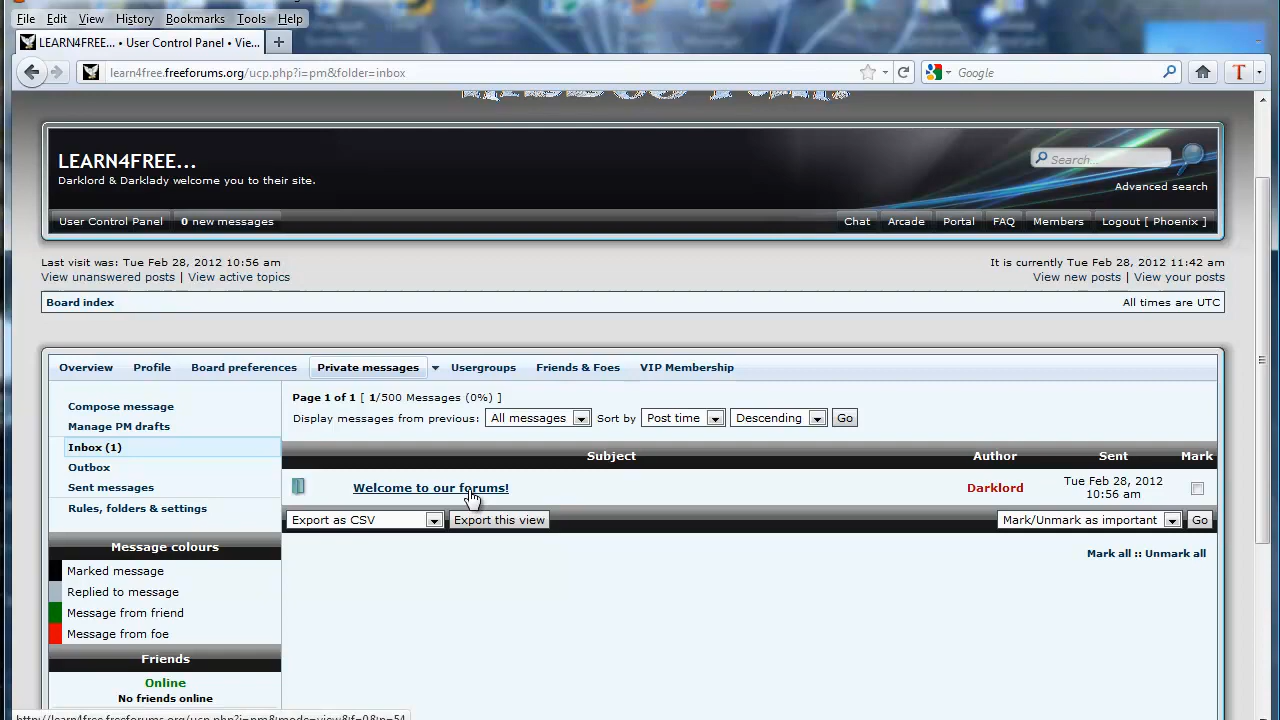 File Edit View History Bookmarks Tools Help
LEARN4FREE... • User Control Panel • Vie... +
learn4free.freeforums.org/ucp.php?i=pm&folder=inbox Google T
LEARN4FREE...
Darklord & Darklady welcome you to their site.
Search...
Advanced search
User Control Panel 0 new messages Chat Arcade Portal FAQ Members Logout [ Phoenix ]
Last visit was: Tue Feb 28, 2012 10:56 am It is currently Tue Feb 28, 2012 11:42 am
View unanswered posts | View active topics View new posts | View your posts
Board index All times are UTC
Overview Profile Board preferences Private messages Usergroups Friends & Foes VIP Membership
Compose message
Manage PM drafts
Inbox (1)
Outbox
Sent messages
Rules, folders & settings
Message colours
Marked message
Replied to message
Message from friend
Message from foe
Friends
Online
No friends online
Page 1 of 1 [ 1/500 Messages (0%) ]
Display messages from previous: All messages Sort by Post time Descending Go
Subject Author Sent Mark
Welcome to our forums! Darklord Tue Feb 28, 2012
10:56 am
Export as CSV Export this view Mark/Unmark as important Go
Mark all :: Unmark all